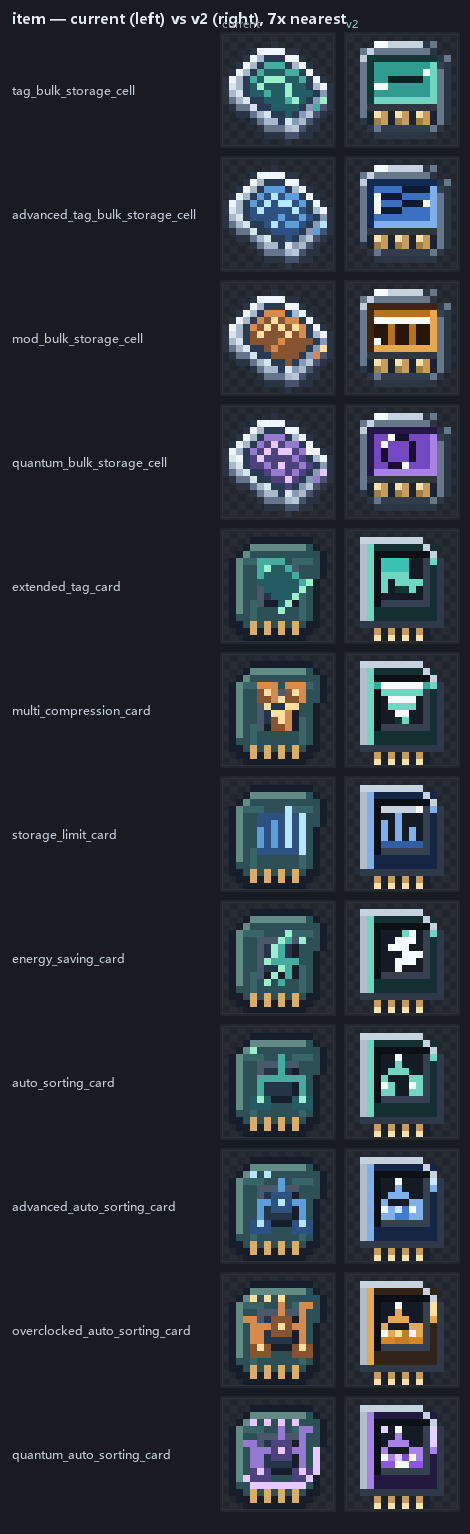 item — current (left) vs v2 (right), 7x nearest
current v2
tag_bulk_storage_cell
advanced_tag_bulk_storage_cell
mod_bulk_storage_cell
quantum_bulk_storage_cell
extended_tag_card
multi_compression_card
storage_limit_card
energy_saving_card
auto_sorting_card
advanced_auto_sorting_card
overclocked_auto_sorting_card
quantum_auto_sorting_card